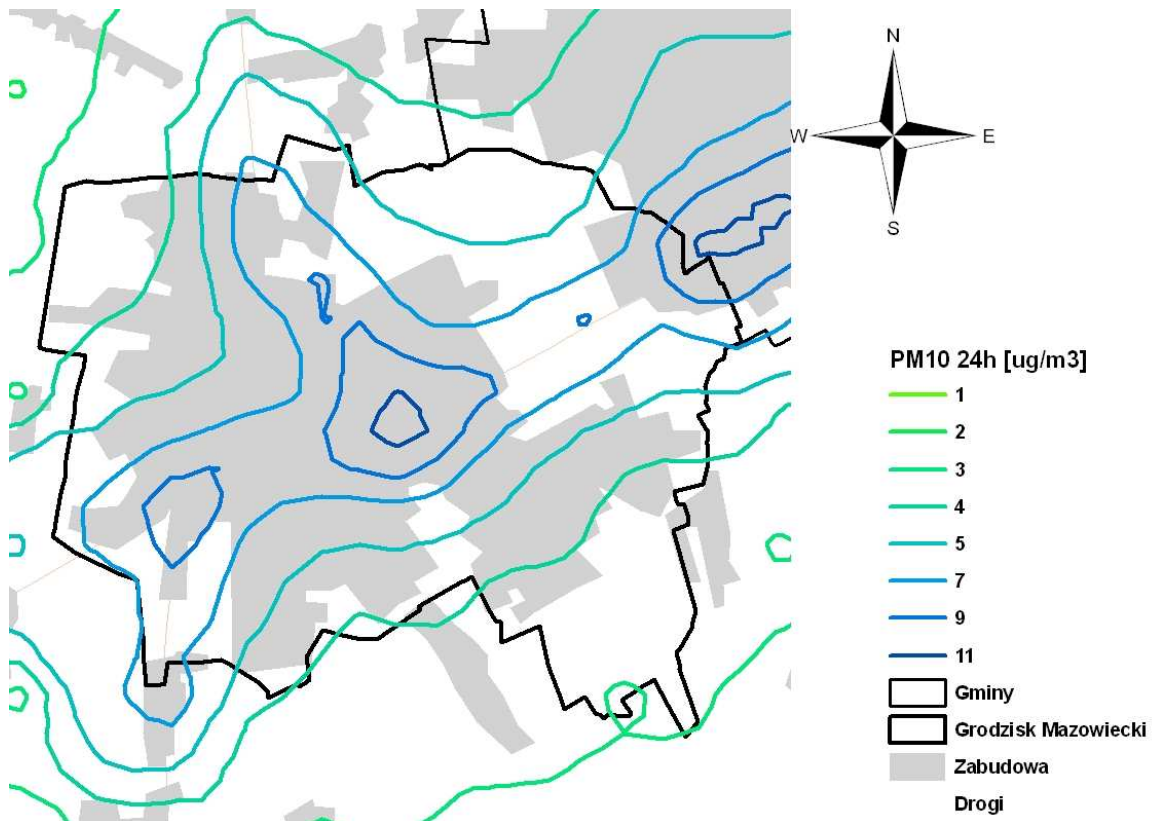 N
W
E
S
PM10 24h [ug/m3]
1
2
3
4
5
7
9
11
Gminy
Grodzisk Mazowiecki
Zabudowa
Drogi